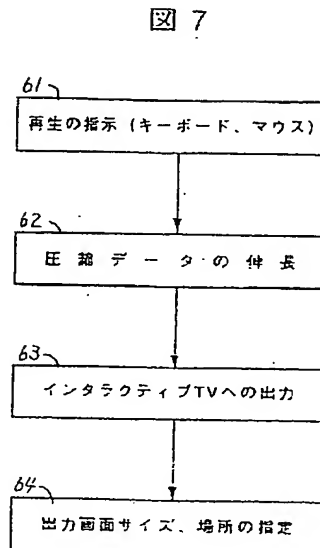 図 7
61
再生の指示(キーボード、マウス)
62
圧縮データの伸長
63
インタラクティブTVへの出力
64
出力画面サイズ、場所の指定